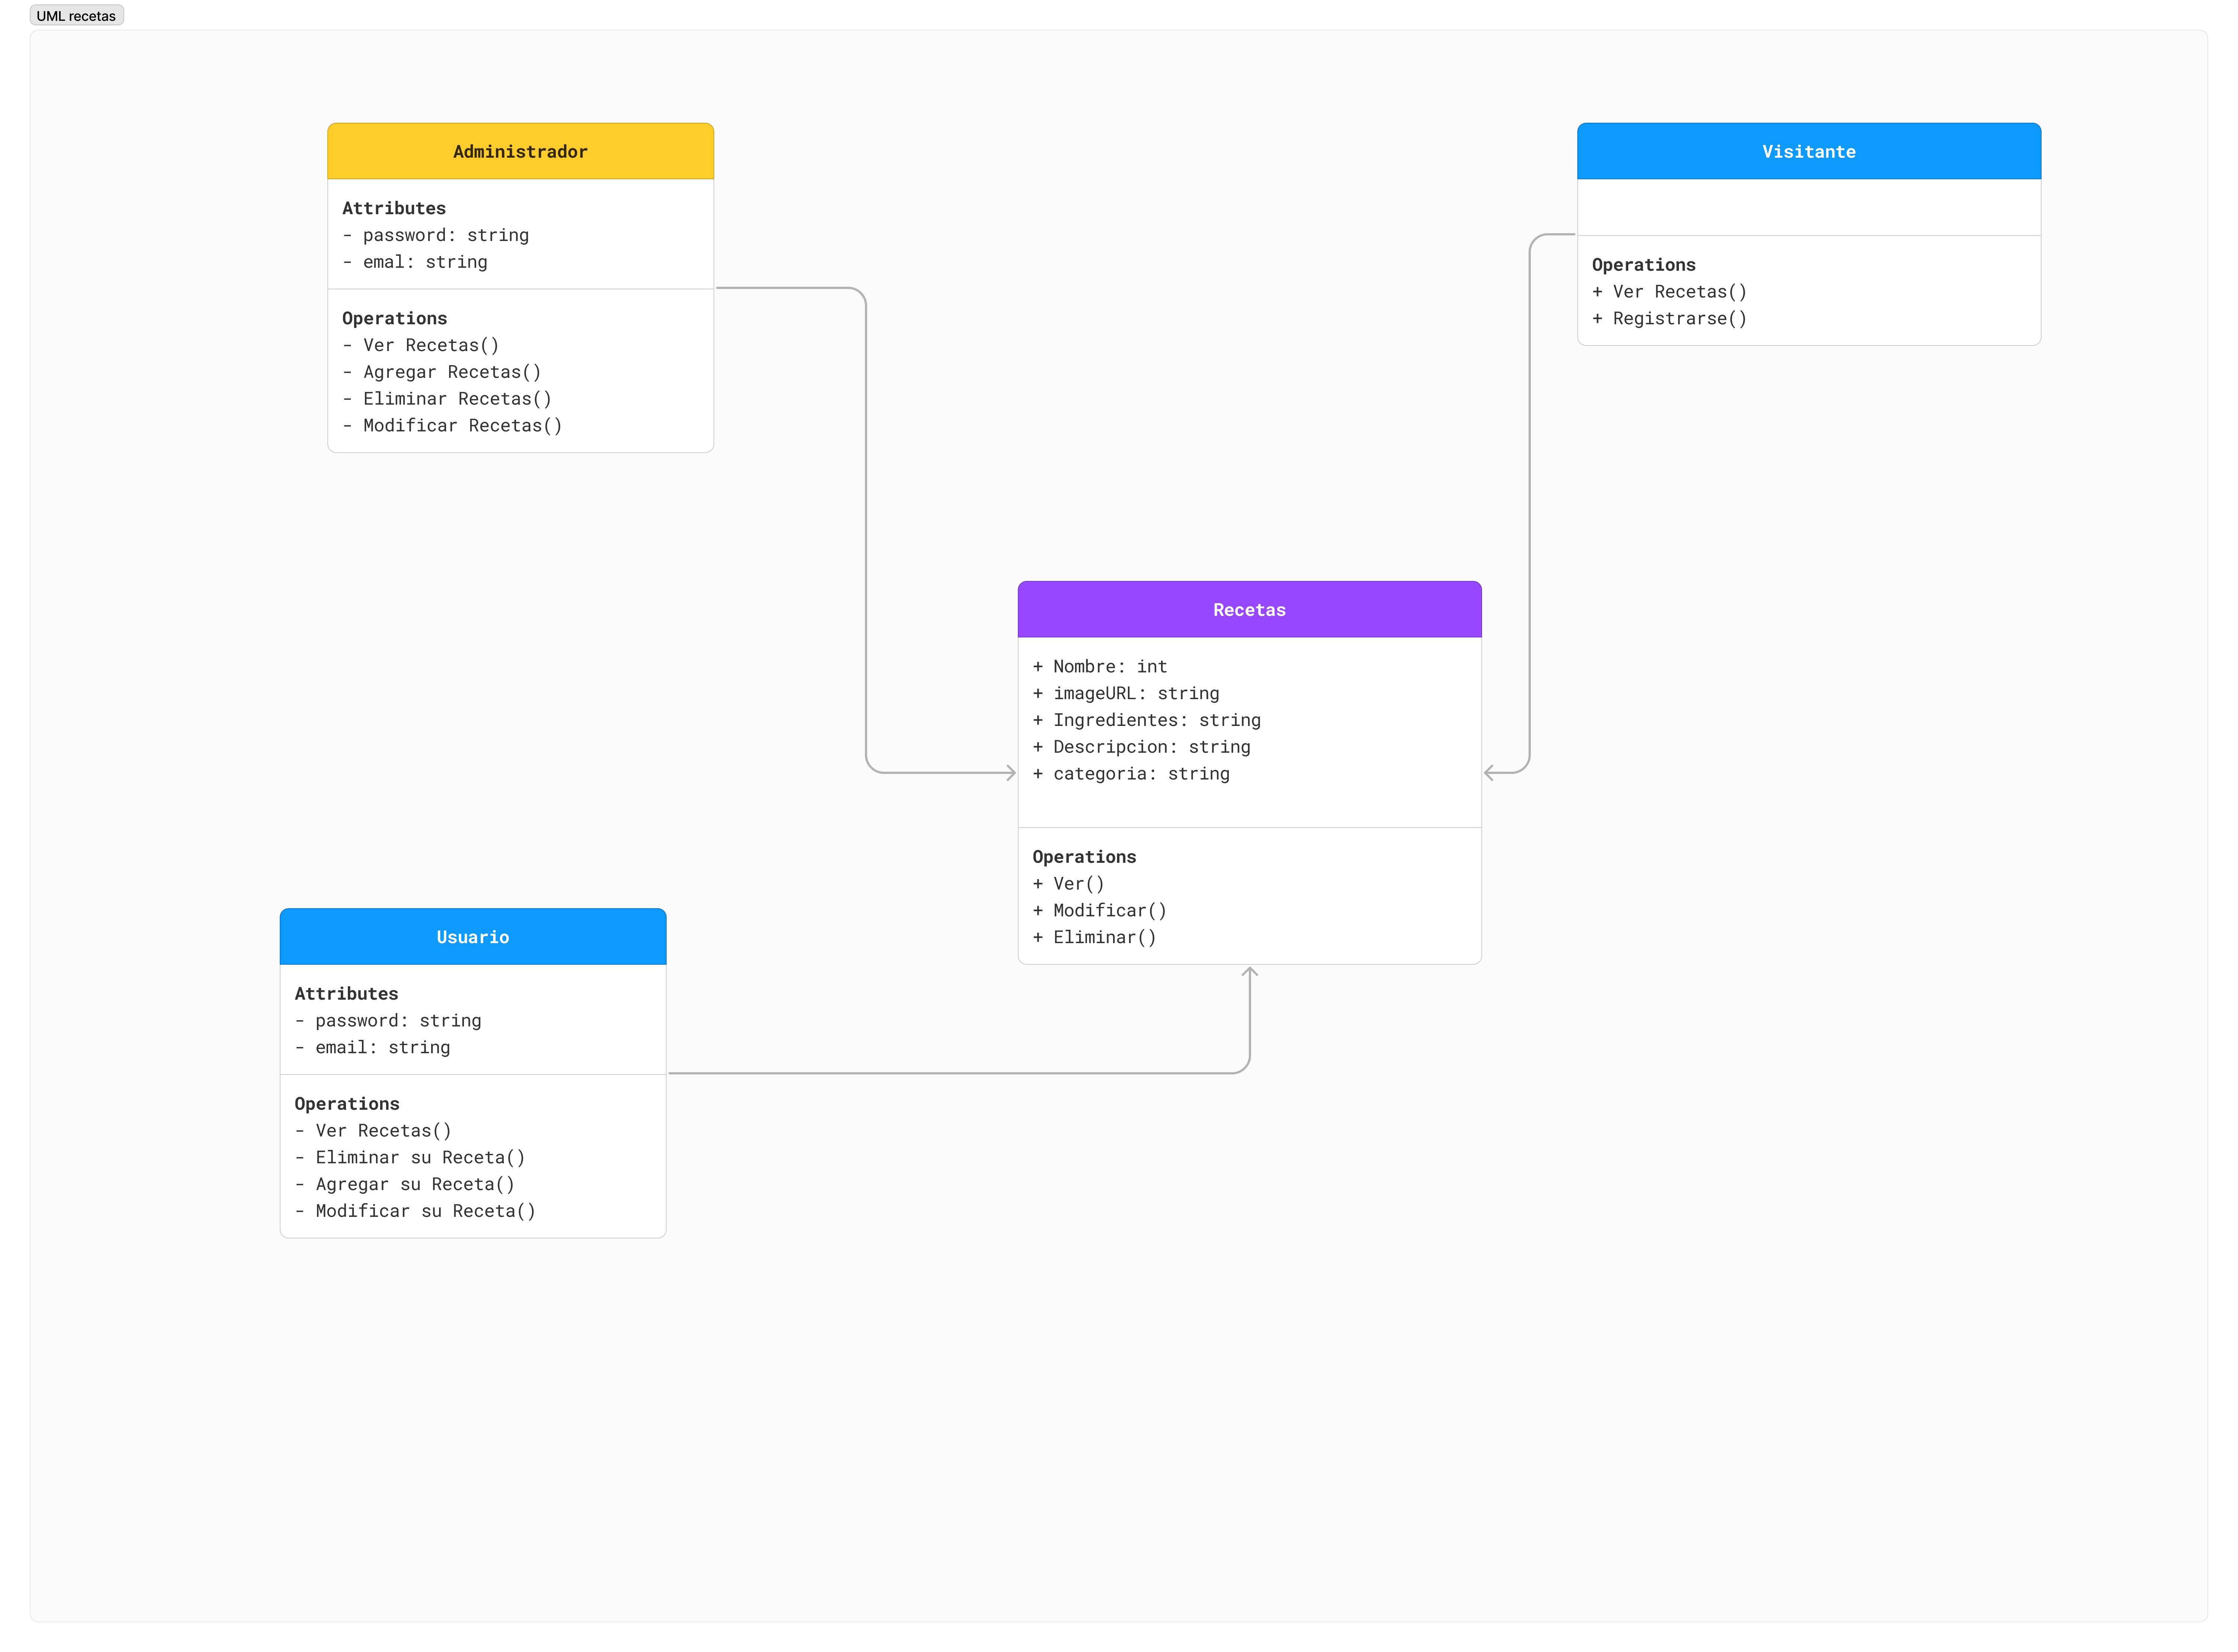 UML recetas
Administrador
Attributes
- password: string
- emal: string
Operations
- Ver Recetas()
- Agregar Recetas()
- Eliminar Recetas()
- Modificar Recetas()
Visitante
Operations
+ Ver Recetas()
+ Registrarse()
Recetas
+ Nombre: int
+ imageURL: string
+ Ingredientes: string
+ Descripcion: string
+ categoria: string
Operations
+ Ver()
+ Modificar()
+ Eliminar()
Usuario
Attributes
- password: string
- email: string
Operations
- Ver Recetas()
- Eliminar su Receta()
- Agregar su Receta()
- Modificar su Receta()